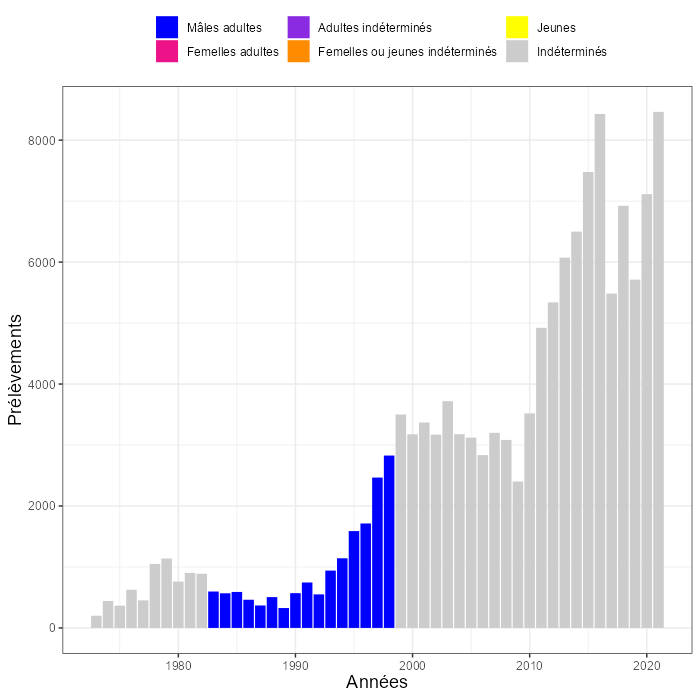 Mâles adultes
Adultes indéterminés
Jeunes
Femelles adultes
Femelles ou jeunes indéterminés
Indéterminés
8000
6000
4000
2000
0
Prélèvements
1980
1990
2000
2010
2020
Années